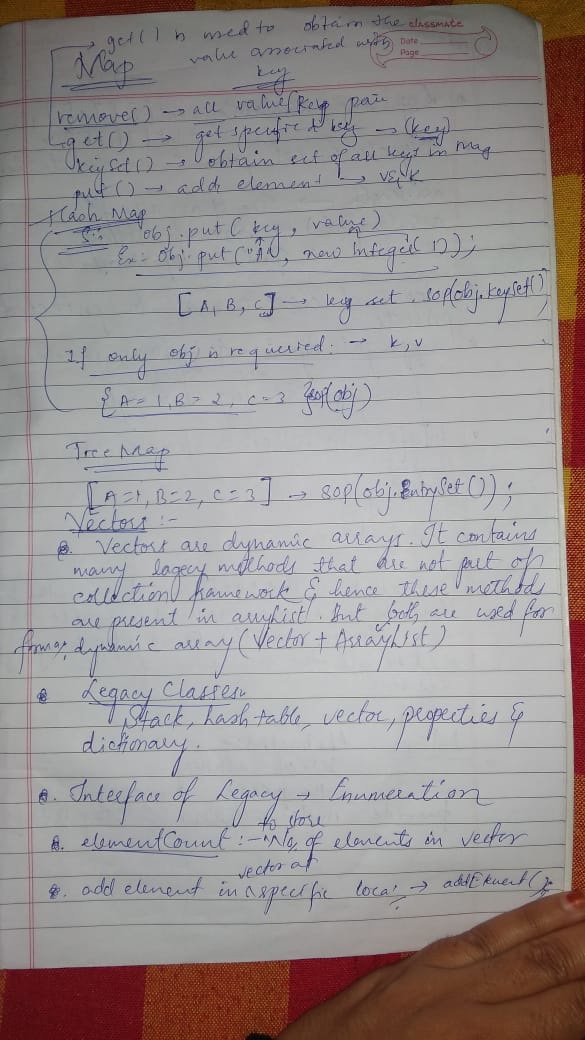 → get() is used to obtain the
classmate
value associated with
Date
Page
Map
key
remove() → all value/key pair
get() → get specific key → (key)
keyset() → obtain set of all keys in map
put() → adds element → v & k
Hash Map
S:- obj.put( key, value)
Ex:- obj.put("A", new Integer( 1));
[A, B, C] → key set. sop(obj.keyset());
If only obj is requried: → k, v
{A=1, B=2, C=3} sop(obj)
Tree Map
[A=1, B=2, C=3] → sop(obj.EntrySet());
Vectors :-
Vectors are dynamic arrays. It contains
many lagecy methods that are not part of
collection framework & hence these methods
are present in arraylist. But both are used for
dynamic array (Vector + ArrayList)
Legacy Classes
Stack, hash table, vector, properties &
dictionary.
Interface of Legacy → Enumeration
to store
elementCount :- No. of elements in vector
vector at
add element in a specific loca → addElement();